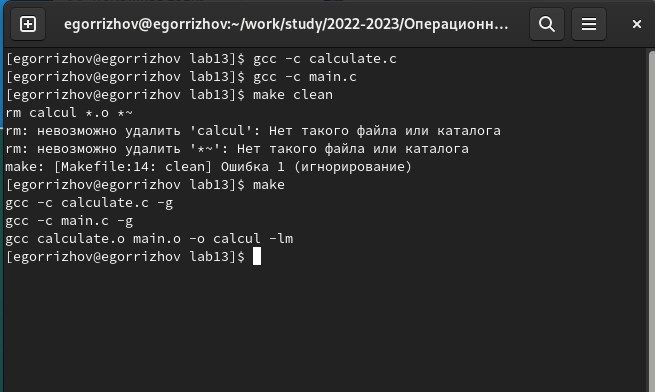 egorrizhov@egorrizhov:~/work/study/2022-2023/Операционн...
[egorrizhov@egorrizhov lab13]$ gcc -c calculate.c
[egorrizhov@egorrizhov lab13]$ gcc -c main.c
[egorrizhov@egorrizhov lab13]$ make clean
rm calcul *.o *~
rm: невозможно удалить 'calcul': Нет такого файла или каталога
rm: невозможно удалить '*~': Нет такого файла или каталога
make: [Makefile:14: clean] Ошибка 1 (игнорирование)
[egorrizhov@egorrizhov lab13]$ make
gcc -c calculate.c -g
gcc -c main.c -g
gcc calculate.o main.o -o calcul -lm
[egorrizhov@egorrizhov lab13]$